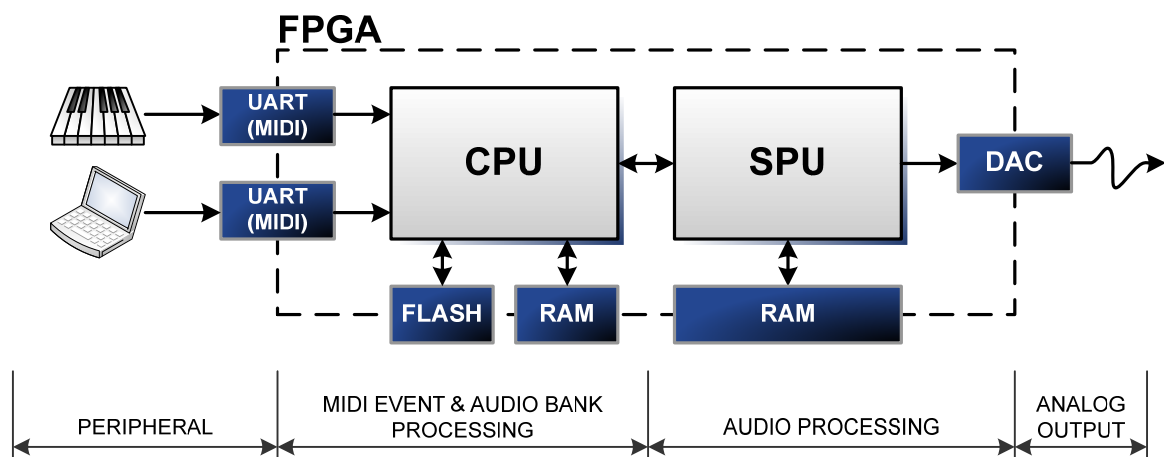 FPGA
UART
(MIDI)
CPU
SPU
DAC
UART
(MIDI)
FLASH
RAM
RAM
PERIPHERAL
MIDI EVENT & AUDIO BANK
PROCESSING
AUDIO PROCESSING
ANALOG
OUTPUT